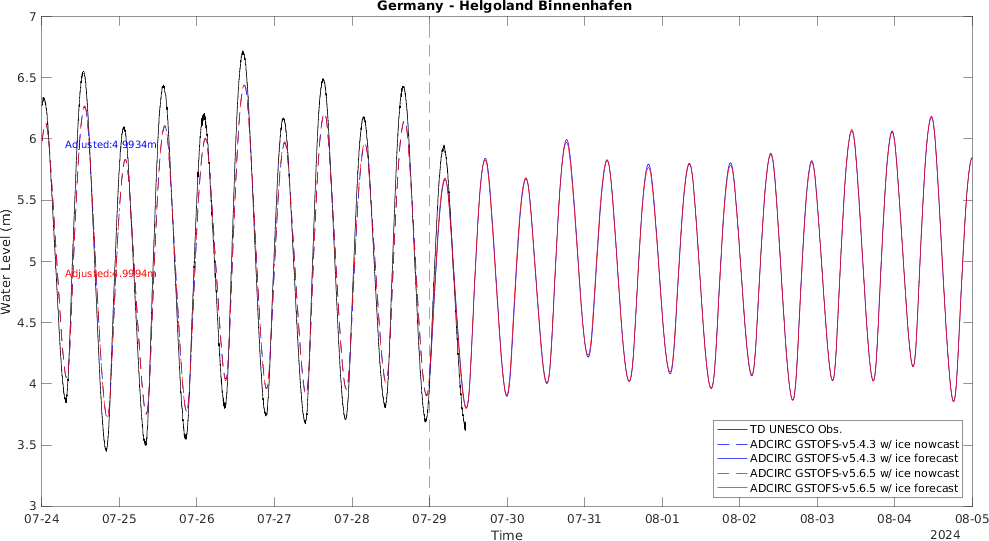 Germany - Helgoland Binnenhafen
7
6.5
6
5.5
5
4.5
4
3.5
3
Water Level (m)
Adjusted:4.9934m
Adjusted:4.9994m
TD UNESCO Obs.
ADCIRC GSTOFS-v5.4.3 w/ ice nowcast
ADCIRC GSTOFS-v5.4.3 w/ ice forecast
ADCIRC GSTOFS-v5.6.5 w/ ice nowcast
ADCIRC GSTOFS-v5.6.5 w/ ice forecast
07-24 07-25 07-26 07-27 07-28 07-29 07-30 07-31 08-01 08-02 08-03 08-04 08-05
Time
2024